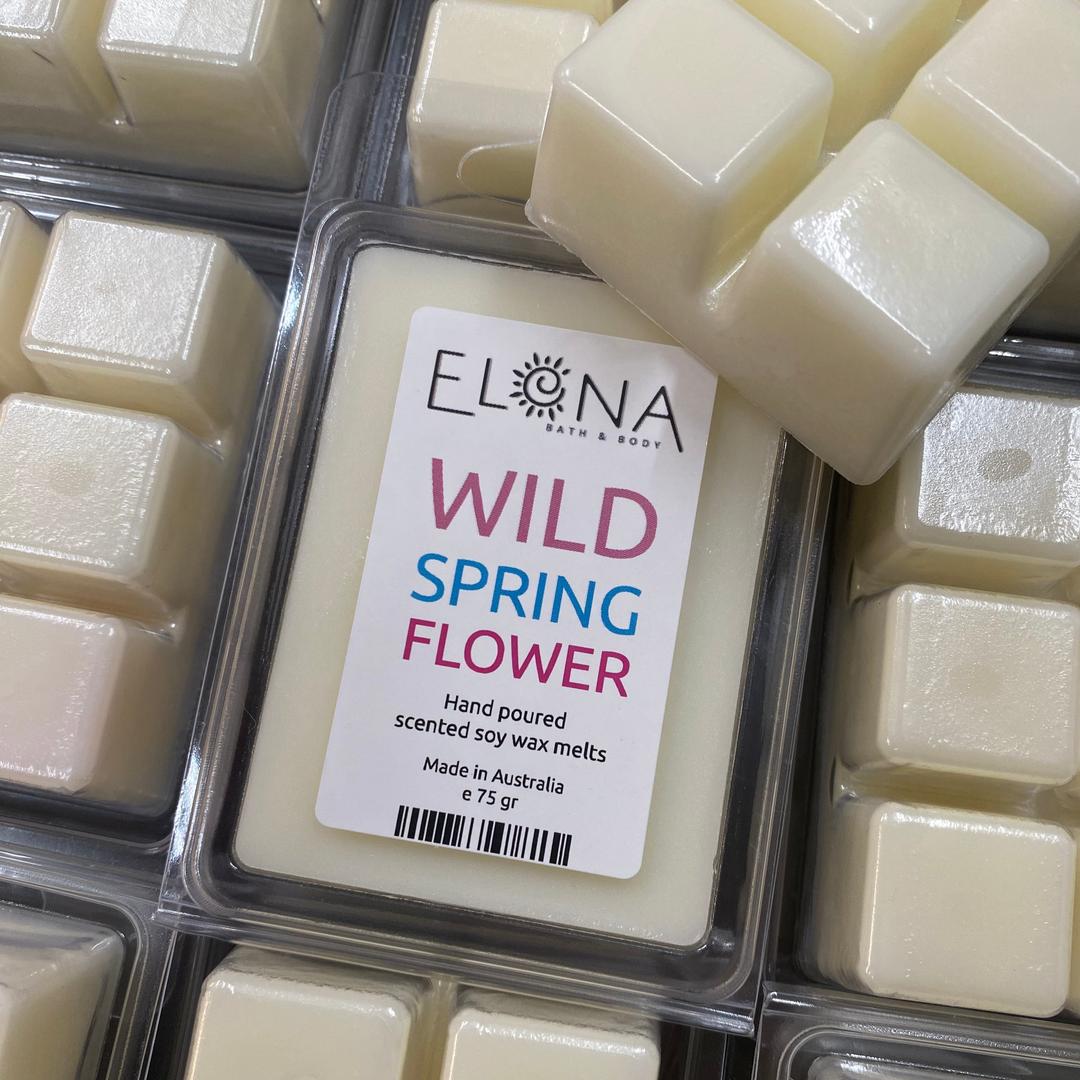 ELONA
BATH & BODY
WILD
SPRING
FLOWER
Hand poured
scented soy wax melts
Made in Australia
e 75 gr